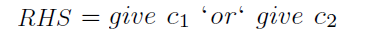 RHS = give c₁ ‘or‘ give c₂